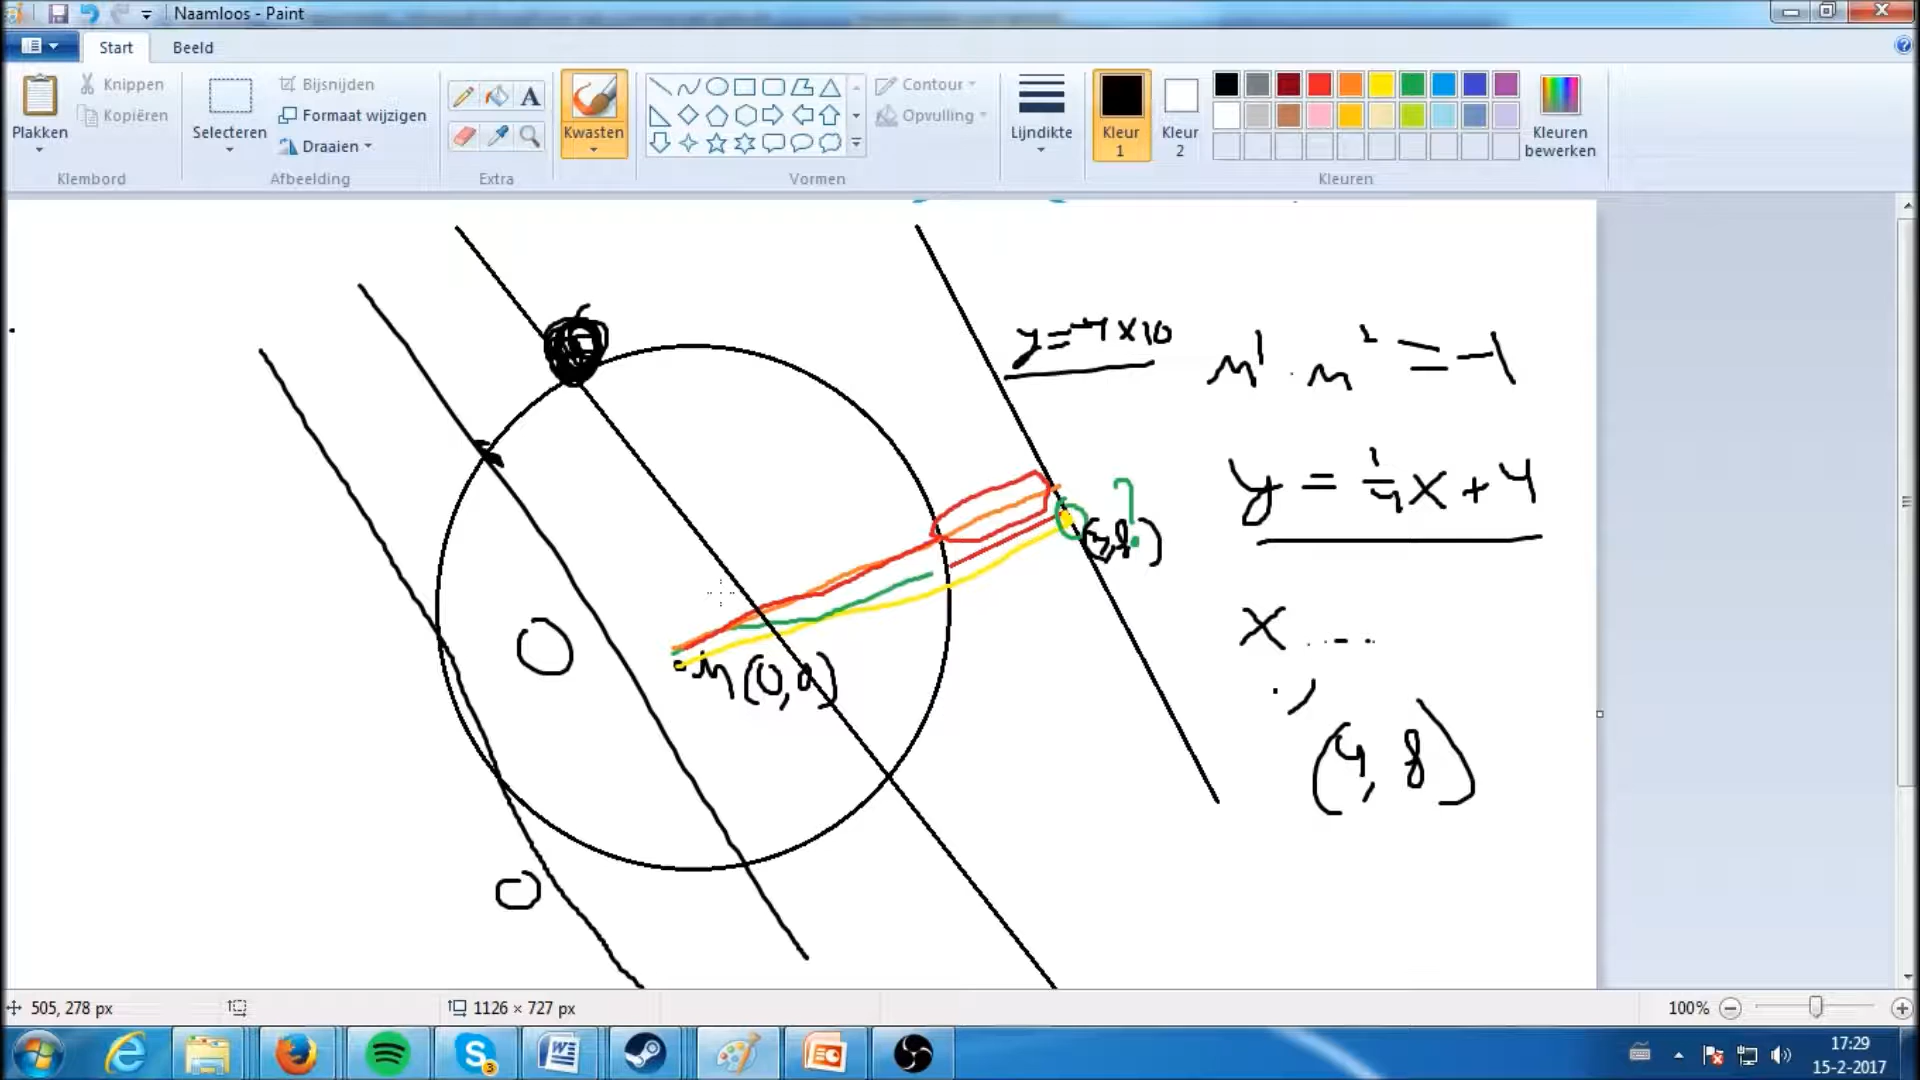 Naamloos - Paint
Start Beeld
Plakken
Knippen
Kopiëren
Klembord
Selecteren
Bijsnijden
Formaat wijzigen
Draaien
Afbeelding
Extra
Kwasten
Vormen
Contour
Opvulling
Lijndikte
Kleur 1
Kleur 2
Kleuren bewerken
Kleuren
y=-4x10
m1 . m2 = -1
y = 1/4x+4
?
x ....
(4, 8)
M(0,0)
505, 278 px
1126 × 727 px
100%
3
17:29
15-2-2017